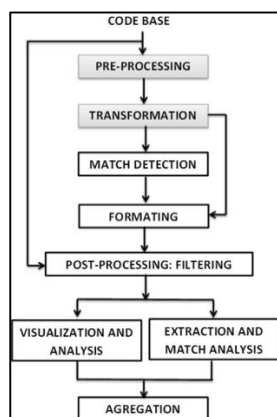 CODE BASE
PRE-PROCESSING
TRANSFORMATION
MATCH DETECTION
FORMATING
POST-PROCESSING: FILTERING
VISUALIZATION AND
ANALYSIS
EXTRACTION AND
MATCH ANALYSIS
AGREGATION